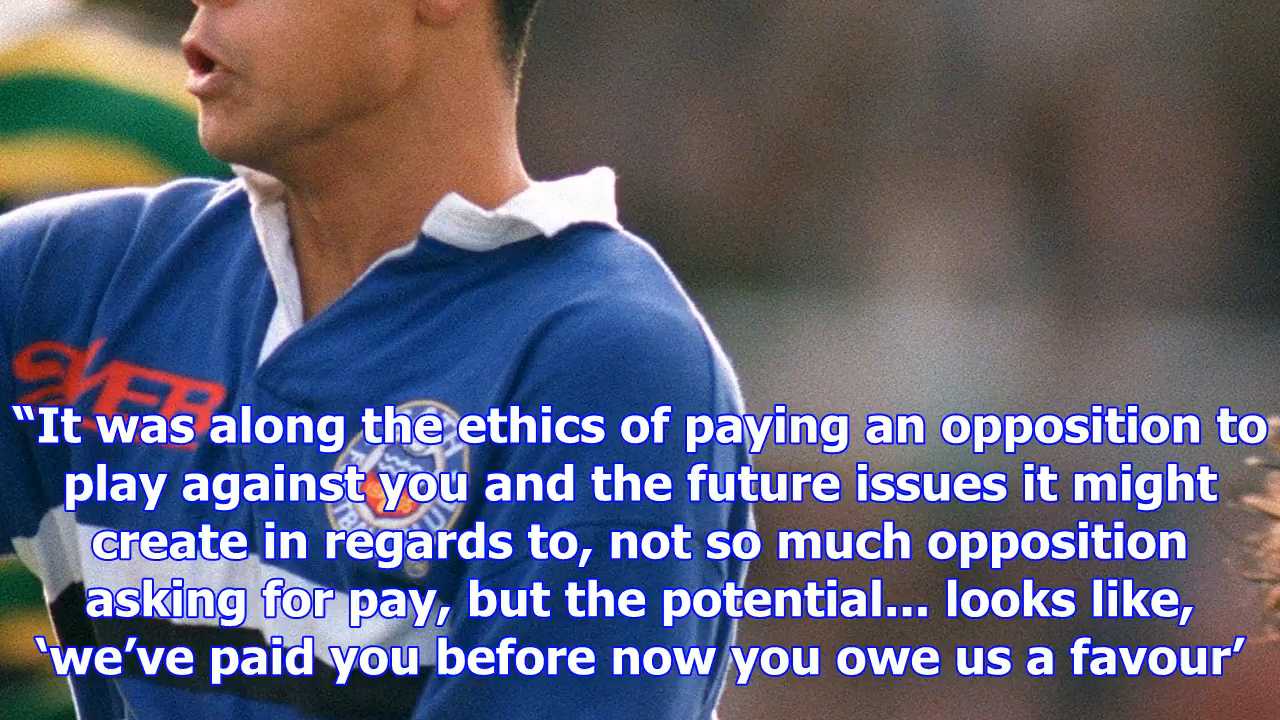 “It was along the ethics of paying an opposition to
play against you and the future issues it might
create in regards to, not so much opposition
asking for pay, but the potential... looks like,
‘we’ve paid you before now you owe us a favour’